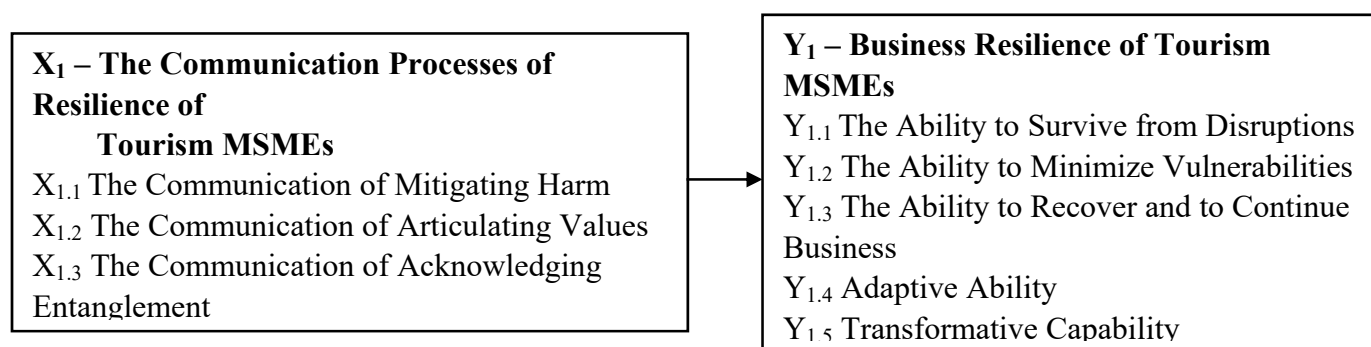 X₁ – The Communication Processes of
Resilience of
Tourism MSMEs
X₁.₁ The Communication of Mitigating Harm
X₁.₂ The Communication of Articulating Values
X₁.₃ The Communication of Acknowledging
Entanglement
Y₁ – Business Resilience of Tourism
MSMEs
Y₁.₁ The Ability to Survive from Disruptions
Y₁.₂ The Ability to Minimize Vulnerabilities
Y₁.₃ The Ability to Recover and to Continue
Business
Y₁.₄ Adaptive Ability
Y₁.₅ Transformative Capability